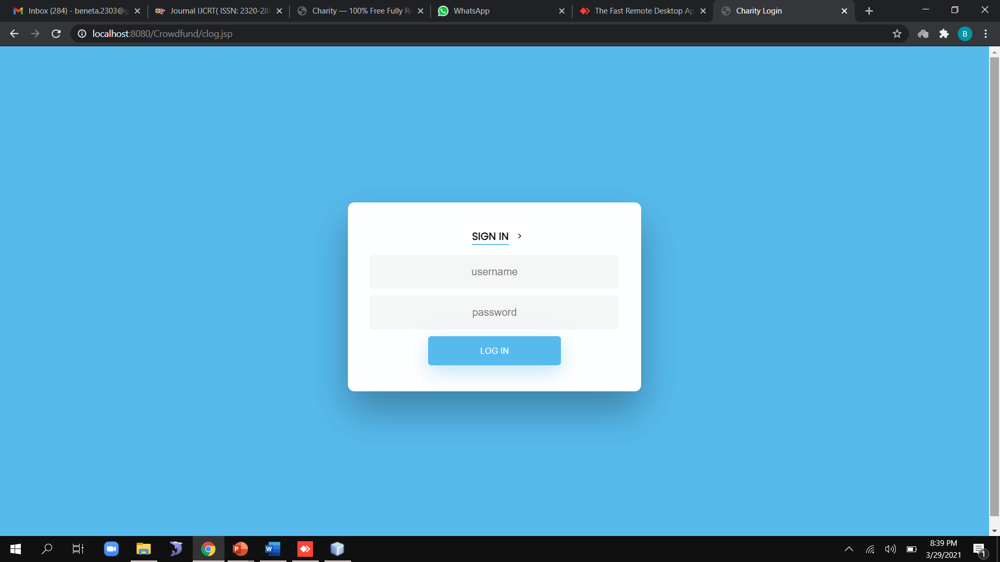 Inbox (284) - beneta.2303@g
Journal IJCRT( ISSN: 2320-288
Charity — 100% Free Fully Re
WhatsApp
The Fast Remote Desktop Ap
Charity Login
localhost:8080/Crowdfund/clog.jsp
B
SIGN IN >
username
password
LOG IN
8:39 PM
3/29/2021
1